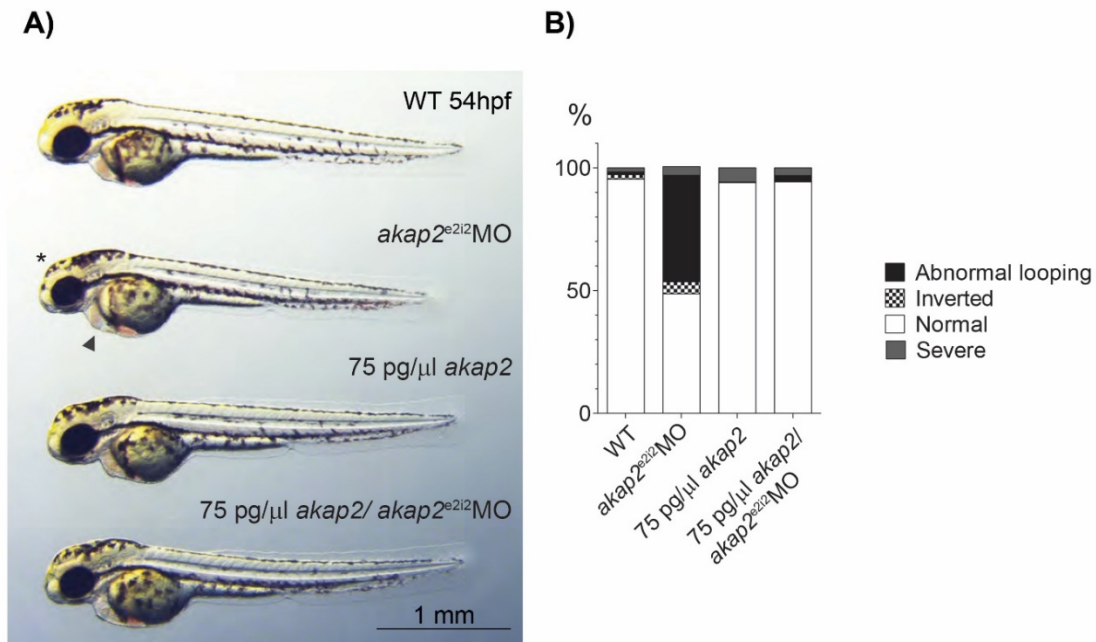 A)
WT 54hpf
akap2e2i2MO
*
75 pg/μl akap2
75 pg/μl akap2/ akap2e2i2MO
1 mm
B)
%
100
50
0
WT
akap2e2i2MO
75 pg/μl akap2
75 pg/μl akap2/
akap2e2i2MO
Abnormal looping
Inverted
Normal
Severe